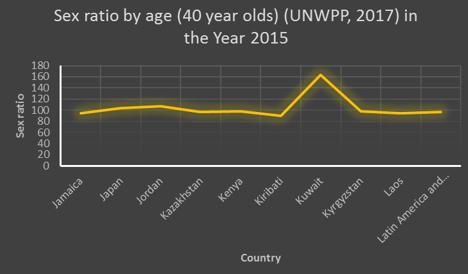 Sex ratio by age (40 year olds) (UNWPP, 2017) in
the Year 2015
180
160
140
120
100
80
60
40
20
0
Sex ratio
Jamaica
Japan
Jordan
Kazakhstan
Kenya
Kiribati
Kuwait
Kyrgyzstan
Laos
Latin America and...
Country